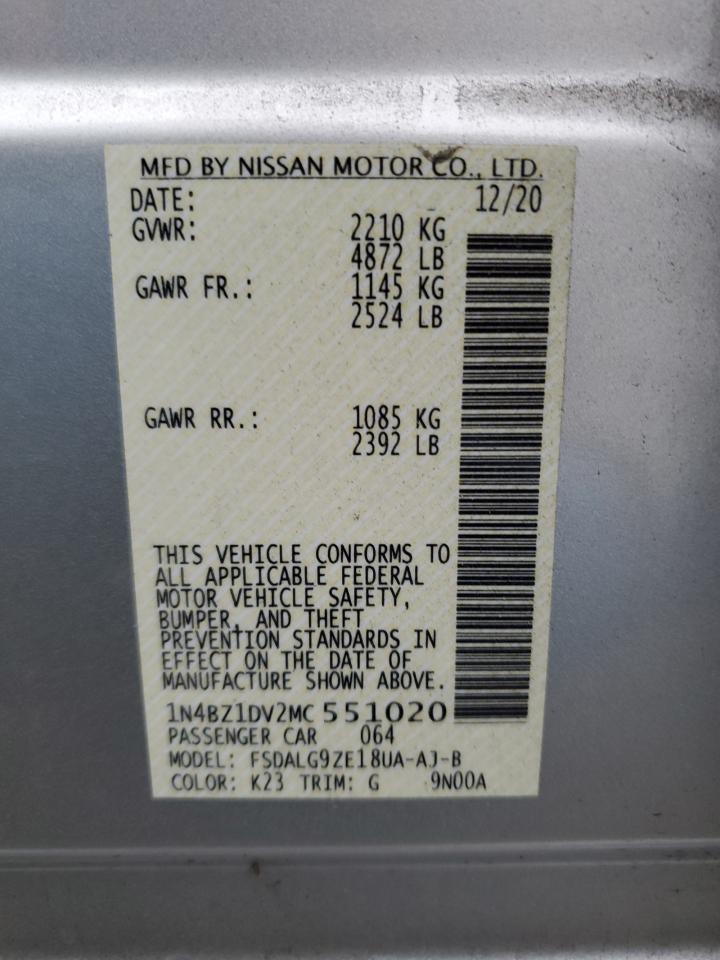 MFD BY NISSAN MOTOR CO., LTD.
DATE: 12/20
GVWR: 2210 KG
4872 LB
GAWR FR.: 1145 KG
2524 LB
GAWR RR.: 1085 KG
2392 LB
THIS VEHICLE CONFORMS TO
ALL APPLICABLE FEDERAL
MOTOR VEHICLE SAFETY,
BUMPER, AND THEFT
PREVENTION STANDARDS IN
EFFECT ON THE DATE OF
MANUFACTURE SHOWN ABOVE.
1N4BZ1DV2MC 551020
PASSENGER CAR 064
MODEL: FSDALG9ZE18UA-AJ-B
COLOR: K23 TRIM: G 9N00A